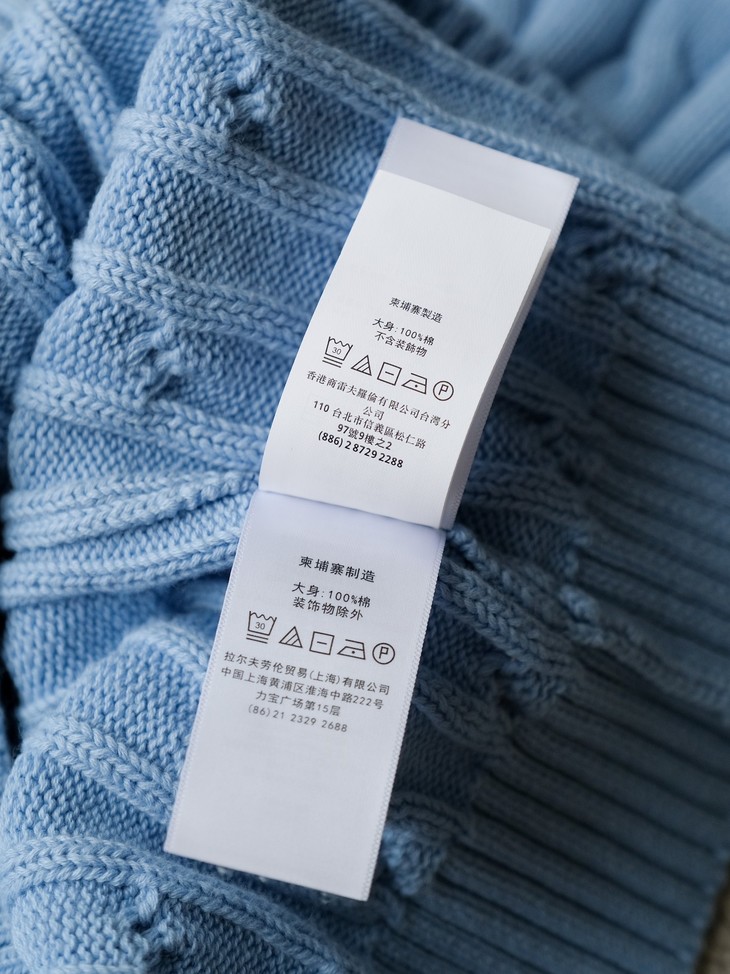 柬埔寨製造
大身:100%棉
不含装飾物
30
P
香港商雷夫羅倫有限公司台灣分
公司
110 台北市信義區松仁路
97號9樓之2
(886) 2 8729 2288
柬埔寨制造
大身:100%棉
装饰物除外
30
P
拉尔夫劳伦贸易(上海)有限公司
中国上海黄浦区淮海中路222号
力宝广场第15层
(86)21 2329 2688